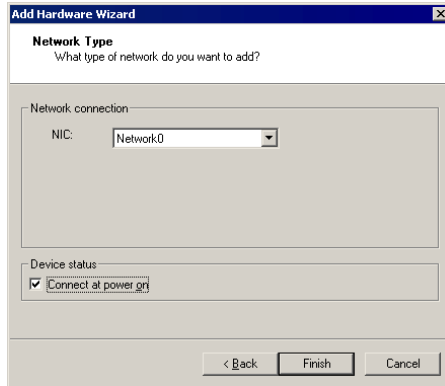 Add Hardware Wizard
Network Type
What type of network do you want to add?
Network connection
NIC:
Network0
Device status
Connect at power on
< Back
Finish
Cancel